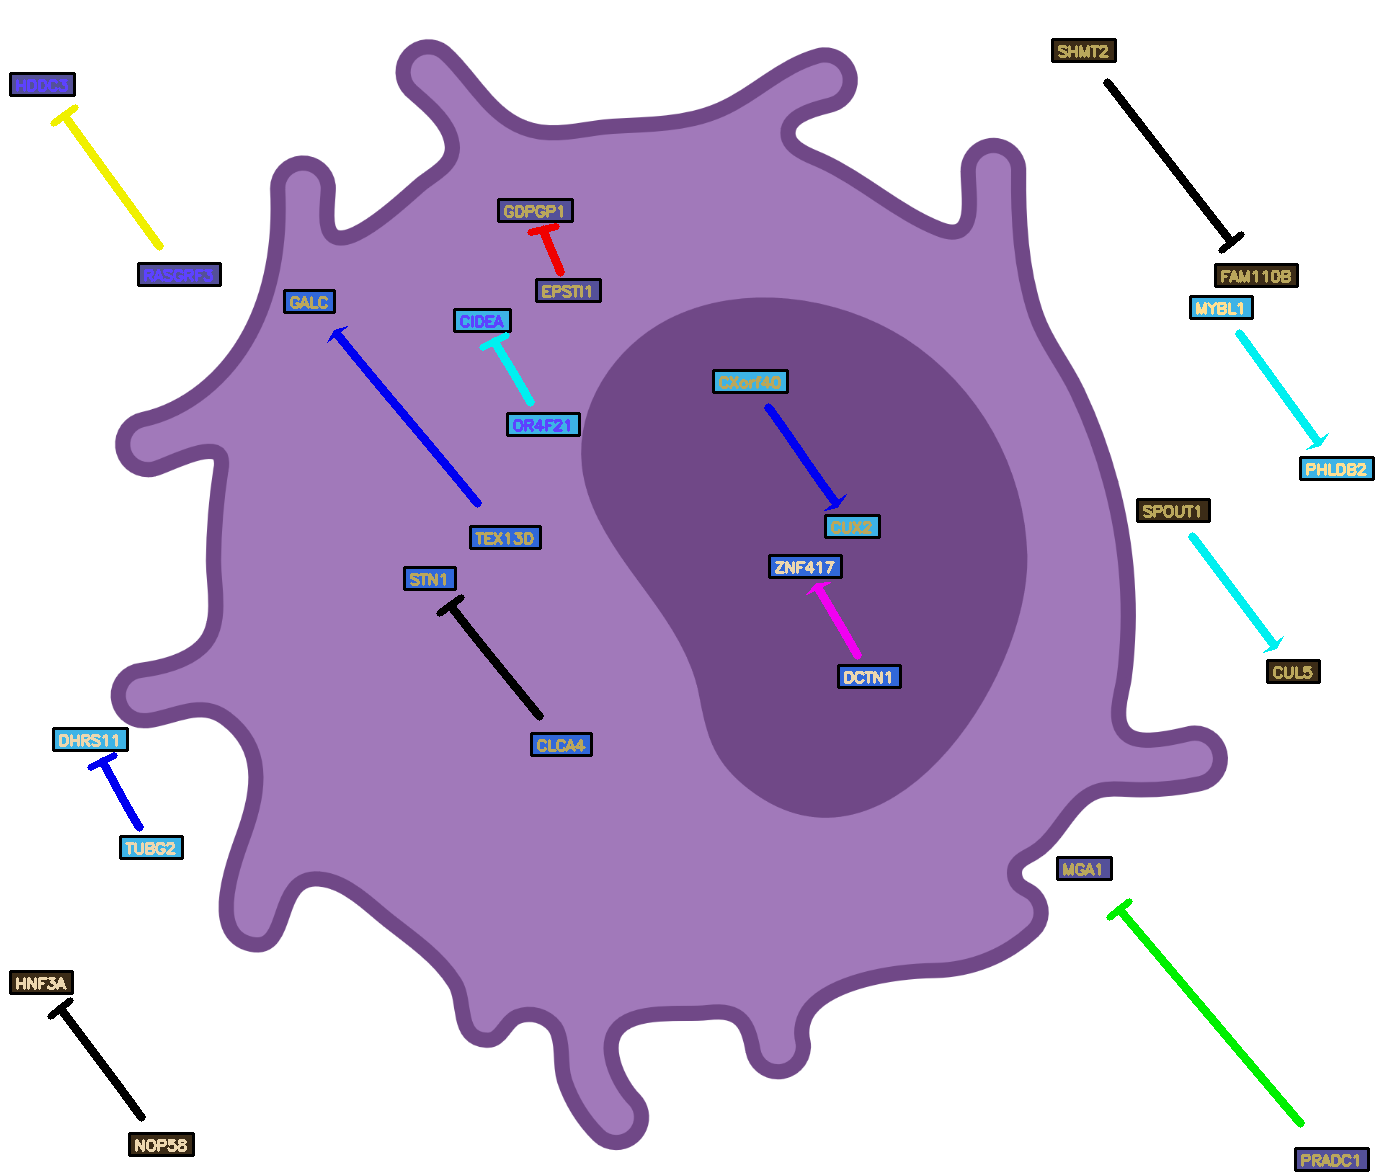 SHMT2
HDDC3
GDPGP1
RASGRF3
FAM110B
EPSTI1
GALC
MYBL1
CIDEA
CXorf40
OR4F21
PHLDB2
SPOUT1
CUX2
TEX13D
ZNF417
STN1
CUL5
DCTN1
DHRS11
CLCA4
TUBG2
MGA1
HNF3A
NOP58
PRADC1